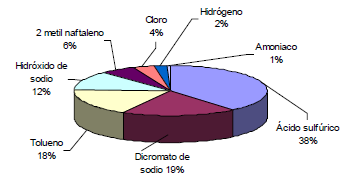 Hidrógeno
2%
Cloro
4%
2 metil naftaleno
6%
Amoniaco
1%
Hidróxido de
sodio
12%
Ácido sulfúrico
38%
Tolueno
18%
Dicromato de
sodio 19%